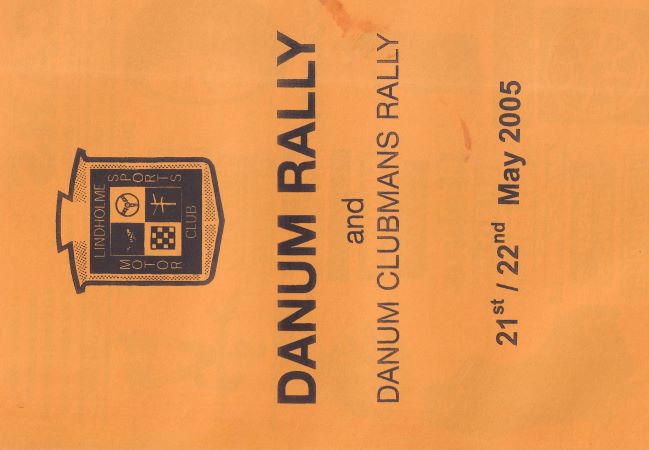 LINDHOLME
MOTOR
SPORTS
CLUB
DANUM RALLY
and
DANUM CLUBMANS RALLY
21st / 22nd May 2005